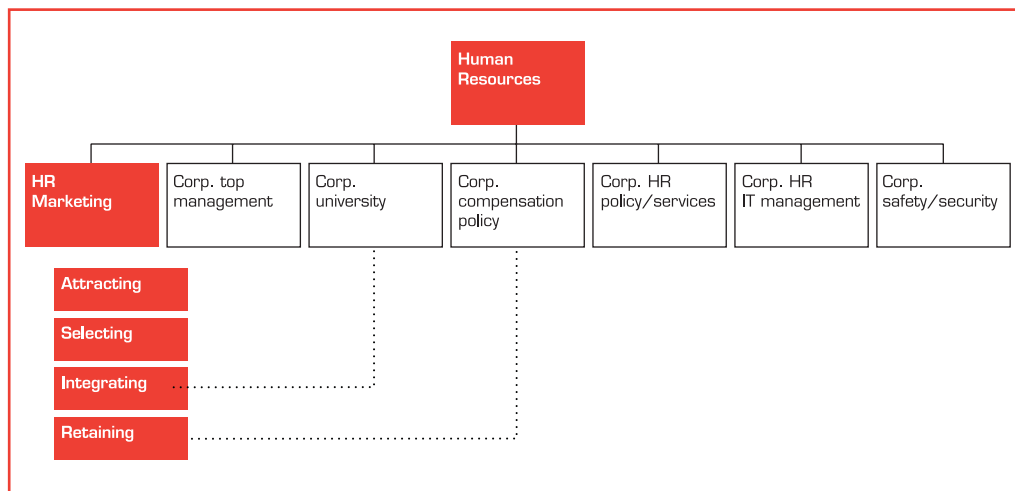 Human
Resources
HR
Marketing
Corp. top
management
Corp.
university
Corp.
compensation
policy
Corp. HR
policy/services
Corp. HR
IT management
Corp.
safety/security
Attracting
Selecting
Integrating
Retaining